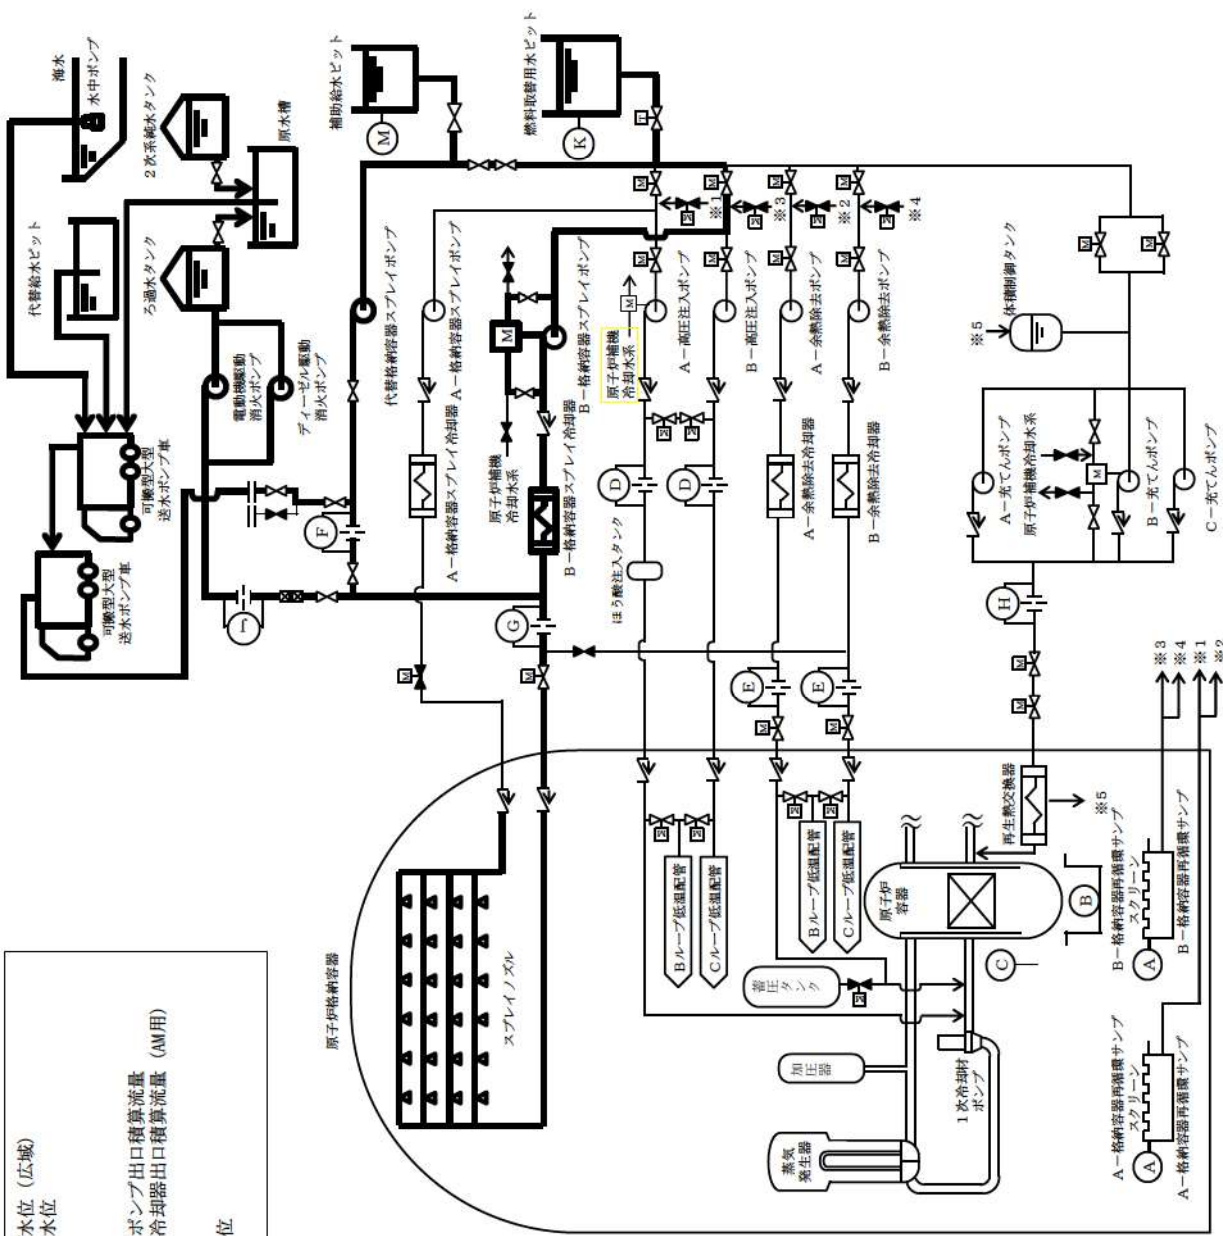 海水
水中ポンプ
2次系純水タンク
原水槽
代替給水ピット
ろ過水タンク
可搬型大型
送水ポンプ車
可搬型大型
送水ポンプ車
電動機駆動
消火ポンプ
ディーゼル駆動
消火ポンプ
補助給水ピット
M
燃料取替用水ピット
K
代替格納容器スプレイポンプ
A-格納容器スプレイポンプ
B-格納容器スプレイポンプ
A-格納容器スプレイ冷却器
B-格納容器スプレイ冷却器
原子炉補機
冷却水系
原子炉補機
冷却水系
A-高圧注入ポンプ
B-高圧注入ポンプ
A-余熱除去ポンプ
B-余熱除去ポンプ
※1
※3
※2
※4
F
J
G
D
D
ほう酸注入タンク
A-余熱除去冷却器
B-余熱除去冷却器
E
E
体積制御タンク
※5
A-充てんポンプ
原子炉補機冷却水系
B-充てんポンプ
C-充てんポンプ
H
再生熱交換器
※5
※3
※4
※1
※2
原子炉格納容器
スプレイノズル
Bループ低温配管
Cループ低温配管
Bループ低温配管
Cループ低温配管
蓄圧タンク
加圧器
蒸気
発生器
1次冷却材
ポンプ
原子炉
容器
C
B
B-格納容器再循環サンプ
スクリーン
A
B-格納容器再循環サンプ
A-格納容器再循環サンプ
スクリーン
A
A-格納容器再循環サンプ
水位（広域）
水位
ポンプ出口積算流量
冷却器出口積算流量（AM用）
位